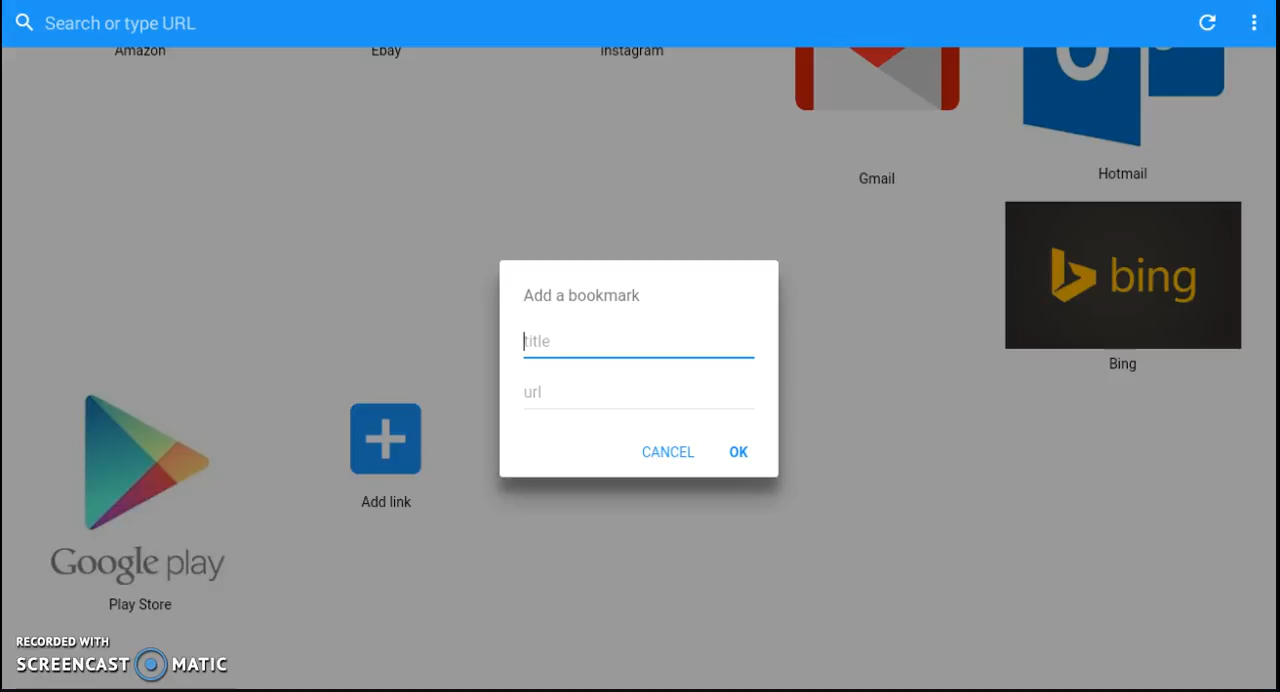 Search or type URL
Amazon
Ebay
Instagram
Gmail
Hotmail
bing
Bing
Add a bookmark
title
url
CANCEL
OK
Add link
Google play
Play Store
RECORDED WITH
SCREENCAST MATIC